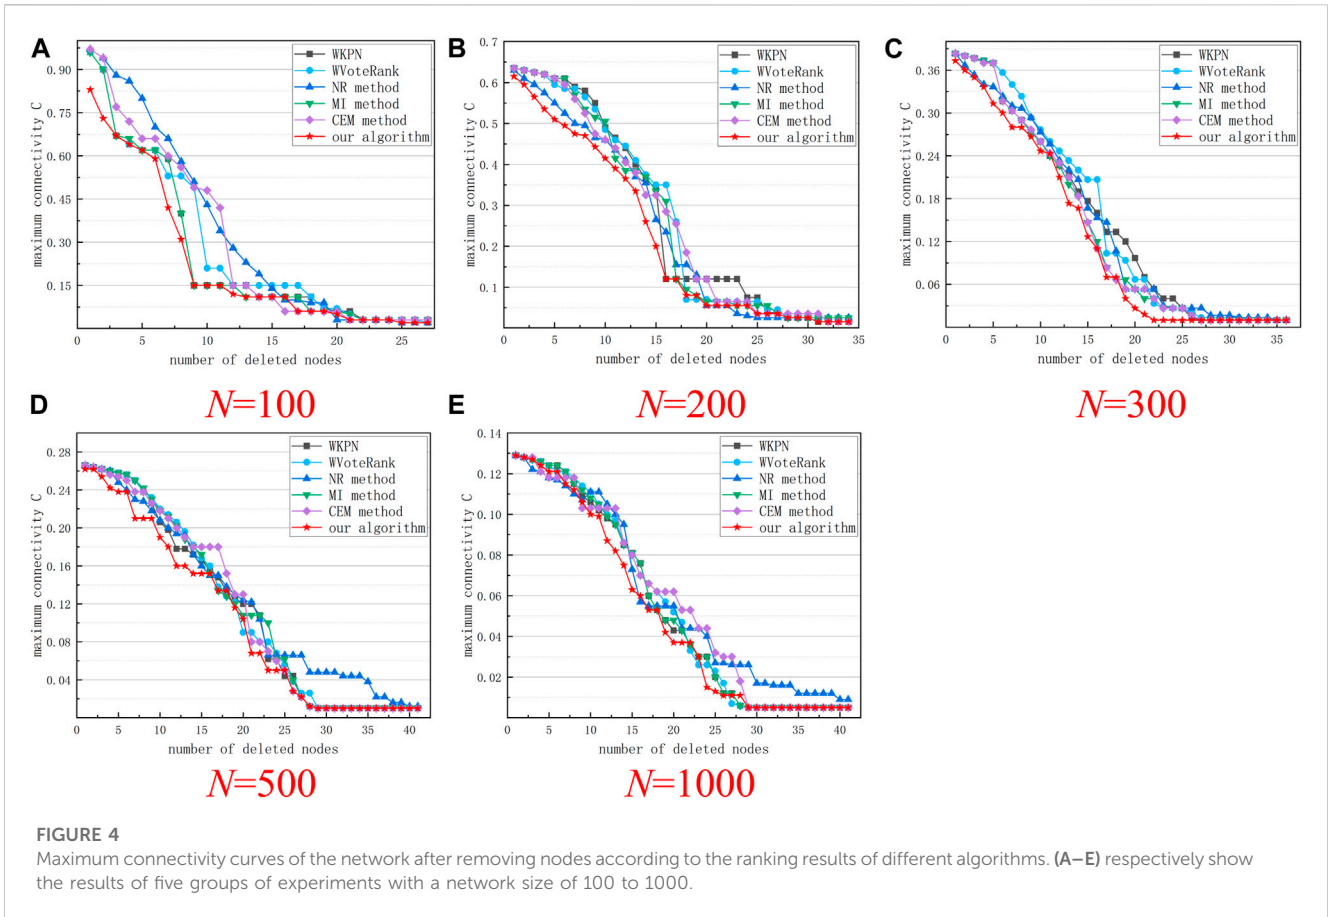 A
0.90
0.75
0.60
0.45
0.30
0.15
maximum connectivity C
0 5 10 15 20 25
number of deleted nodes
WKPN
WVoteRank
NR method
MI method
CEM method
our algorithm
N=100
B
0.7
0.6
0.5
0.4
0.3
0.2
0.1
maximum connectivity C
0 5 10 15 20 25 30 35
number of deleted nodes
WKPN
WVoteRank
NR method
MI method
CEM method
our algorithm
N=200
C
0.36
0.30
0.24
0.18
0.12
0.06
maximum connectivity C
0 5 10 15 20 25 30 35
number of deleted nodes
WKPN
WVoteRank
NR method
MI method
CEM method
our algorithm
N=300
D
0.28
0.24
0.20
0.16
0.12
0.08
0.04
maximum connectivity C
0 5 10 15 20 25 30 35 40
number of deleted nodes
WKPN
WVoteRank
NR method
MI method
CEM method
our algorithm
N=500
E
0.14
0.12
0.10
0.08
0.06
0.04
0.02
maximum connectivity C
0 5 10 15 20 25 30 35 40
number of deleted nodes
WKPN
WVoteRank
NR method
MI method
CEM method
our algorithm
N=1000
FIGURE 4
Maximum connectivity curves of the network after removing nodes according to the ranking results of different algorithms. (A–E) respectively show
the results of five groups of experiments with a network size of 100 to 1000.